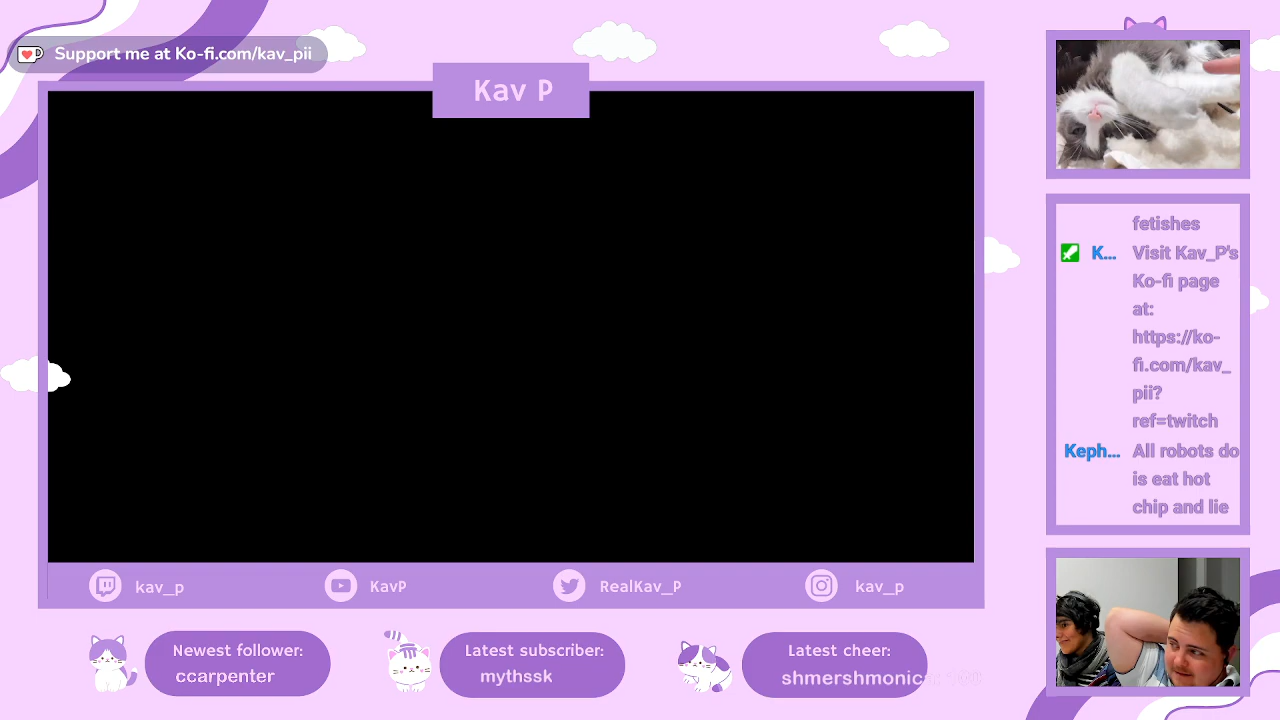 Support me at Ko-fi.com/kav_pii
Kav P
fetishes
K... Visit Kav_P's
Ko-fi page
at:
https://ko-
fi.com/kav_
pii?
ref=twitch
Keph... All robots do
is eat hot
chip and lie
kav_p
KavP
RealKav_P
kav_p
Newest follower:
ccarpenter
Latest subscriber:
mythssk
Latest cheer:
shmershmonica: